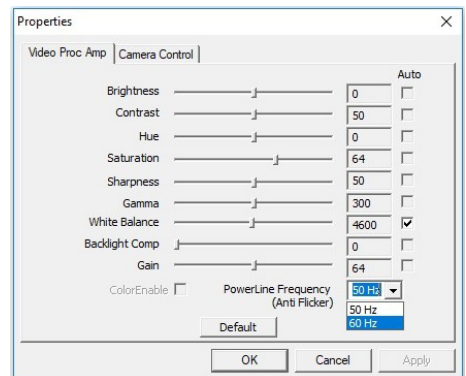 Properties
Video Proc Amp Camera Control
Auto
Brightness 0
Contrast 50
Hue 0
Saturation 64
Sharpness 50
Gamma 300
White Balance 4600
Backlight Comp 0
Gain 64
ColorEnable PowerLine Frequency 50 Hz
(Anti Flicker)
50 Hz
60 Hz
Default
OK Cancel Apply